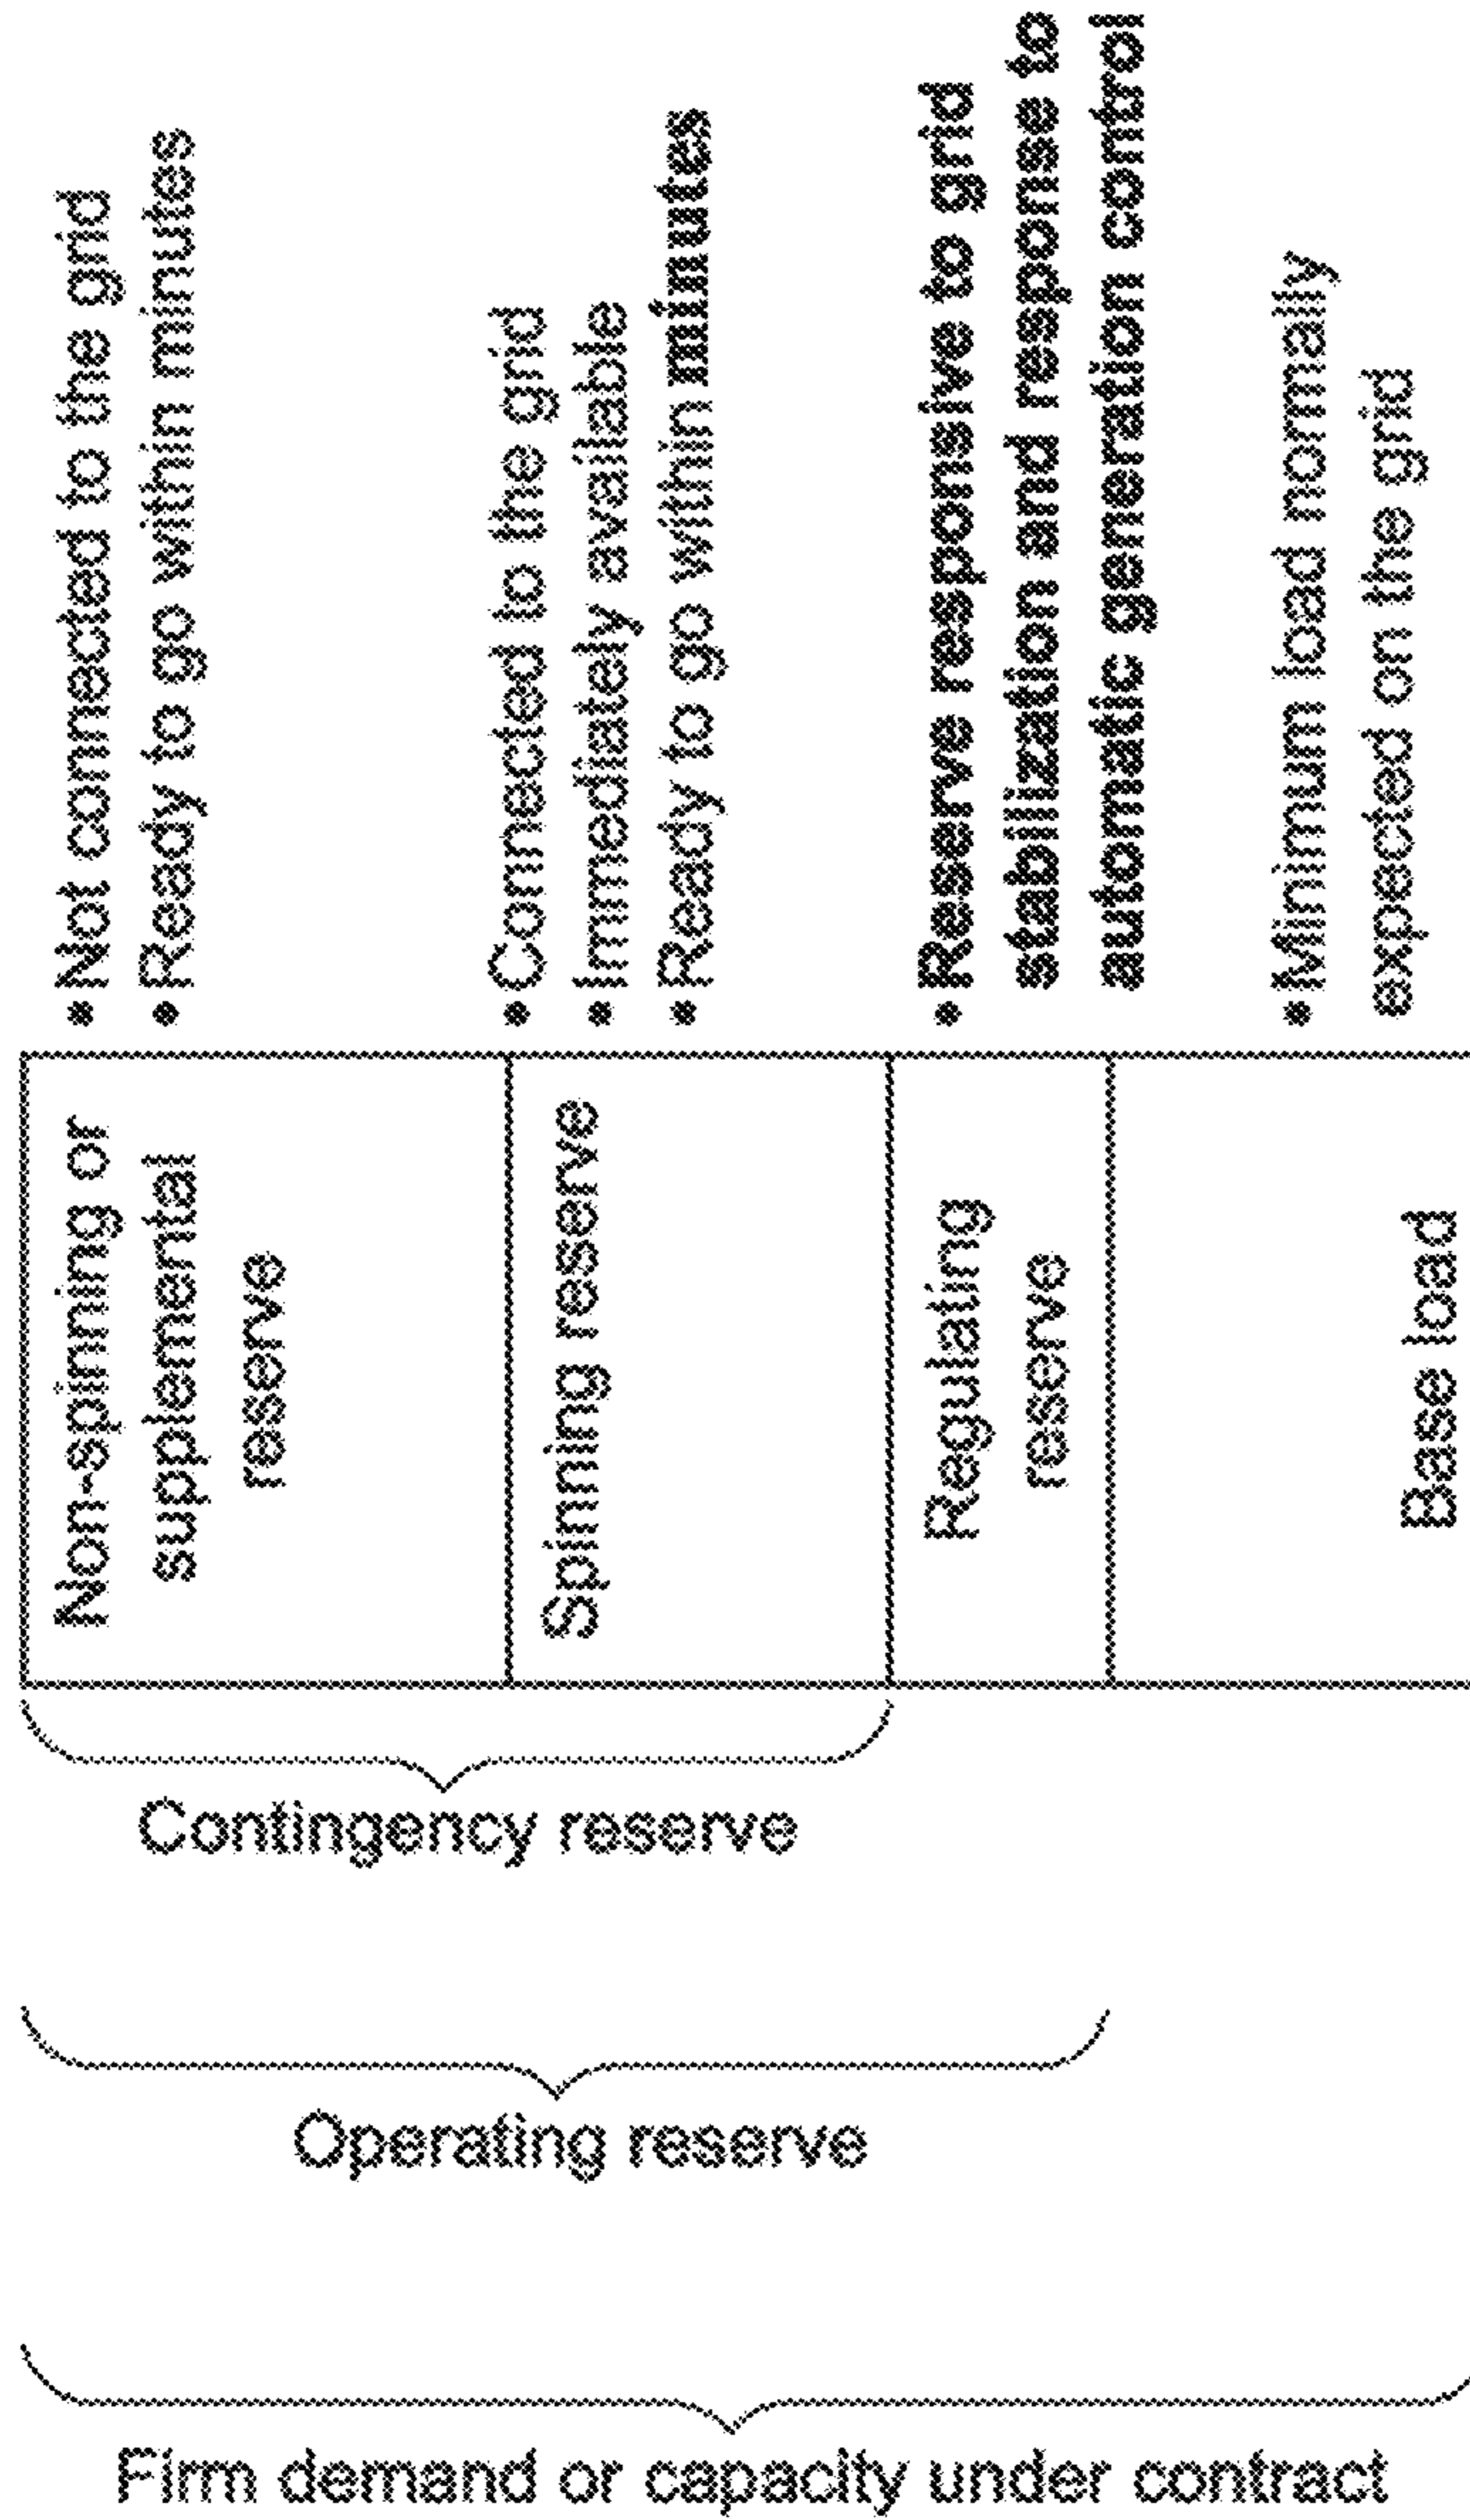 Non-spinning or
supplemental
reserve
• Not connected to the grid
• Ready to go within minutes
Spinning reserve
• Connected to the grid
• Immediately available
• Ready to go within minutes
Regulating
reserve
• Reserve responsive to grid
stabilization and response to
automatic generation control
Base load
• Minimum load normally
expected on the grid
Contingency reserve
Operating reserve
Firm demand or capacity under contract